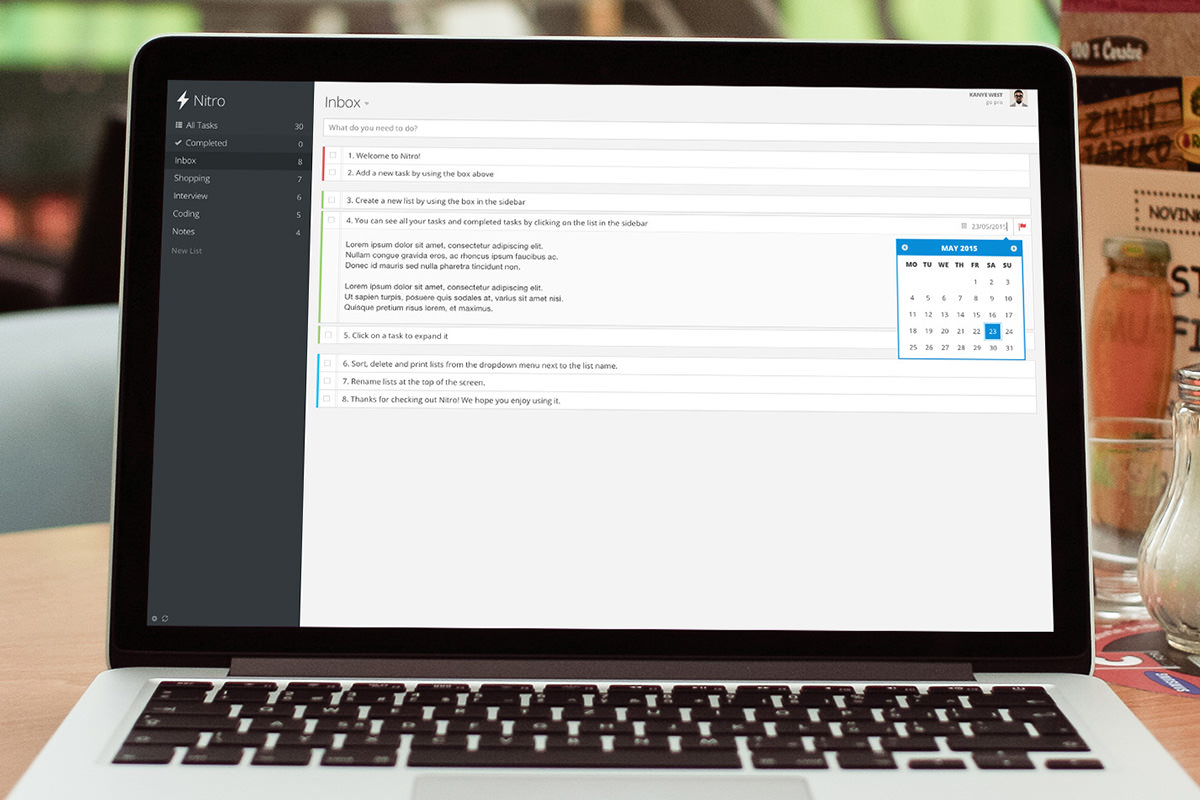 Nitro
All Tasks 30
Completed 0
Inbox 8
Shopping 7
Interview 6
Coding 5
Notes 4
New List
Inbox
KANYE WEST
go pro
What do you need to do?
1. Welcome to Nitro!
2. Add a new task by using the box above
3. Create a new list by using the box in the sidebar
4. You can see all your tasks and completed tasks by clicking on the list in the sidebar
23/05/2015
Lorem ipsum dolor sit amet, consectetur adipiscing elit.
Nullam congue gravida eros, ac rhoncus ipsum faucibus ac.
Donec id mauris sed nulla pharetra tincidunt non.
Lorem ipsum dolor sit amet, consectetur adipiscing elit.
Ut sapien turpis, posuere quis sodales at, varius sit amet nisi.
Quisque pretium risus lorem, et maximus.
MAY 2015
MO TU WE TH FR SA SU
1 2 3
4 5 6 7 8 9 10
11 12 13 14 15 16 17
18 19 20 21 22 23 24
25 26 27 28 29 30 31
5. Click on a task to expand it
6. Sort, delete and print lists from the dropdown menu next to the list name.
7. Rename lists at the top of the screen.
8. Thanks for checking out Nitro! We hope you enjoy using it.
100 % Čerstvé
ZIMNÍ
JABLKO
NOVINK
ST